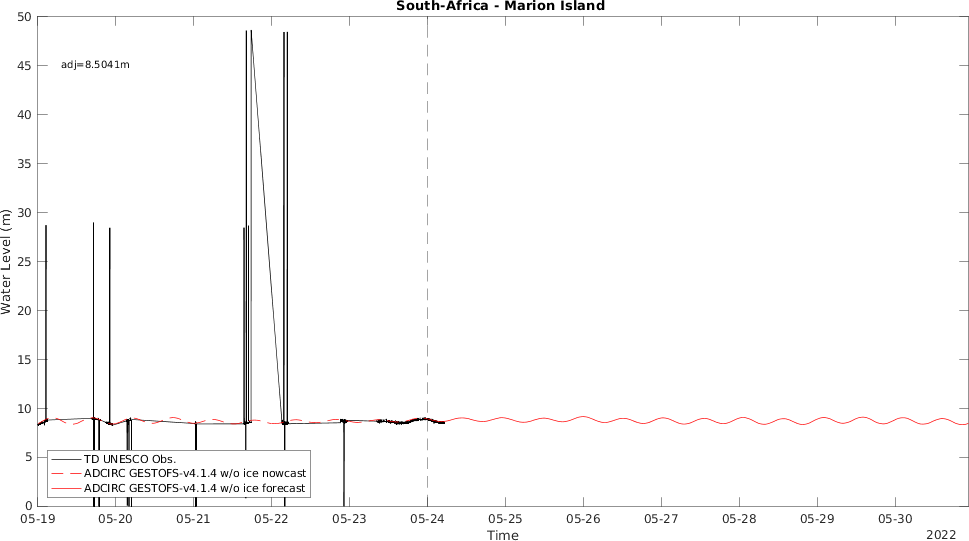 South-Africa - Marion Island
50
45
40
35
30
25
20
15
10
5
0
Water Level (m)
adj=8.5041m
TD UNESCO Obs.
ADCIRC GESTOFS-v4.1.4 w/o ice nowcast
ADCIRC GESTOFS-v4.1.4 w/o ice forecast
05-19 05-20 05-21 05-22 05-23 05-24 05-25 05-26 05-27 05-28 05-29 05-30
Time
2022